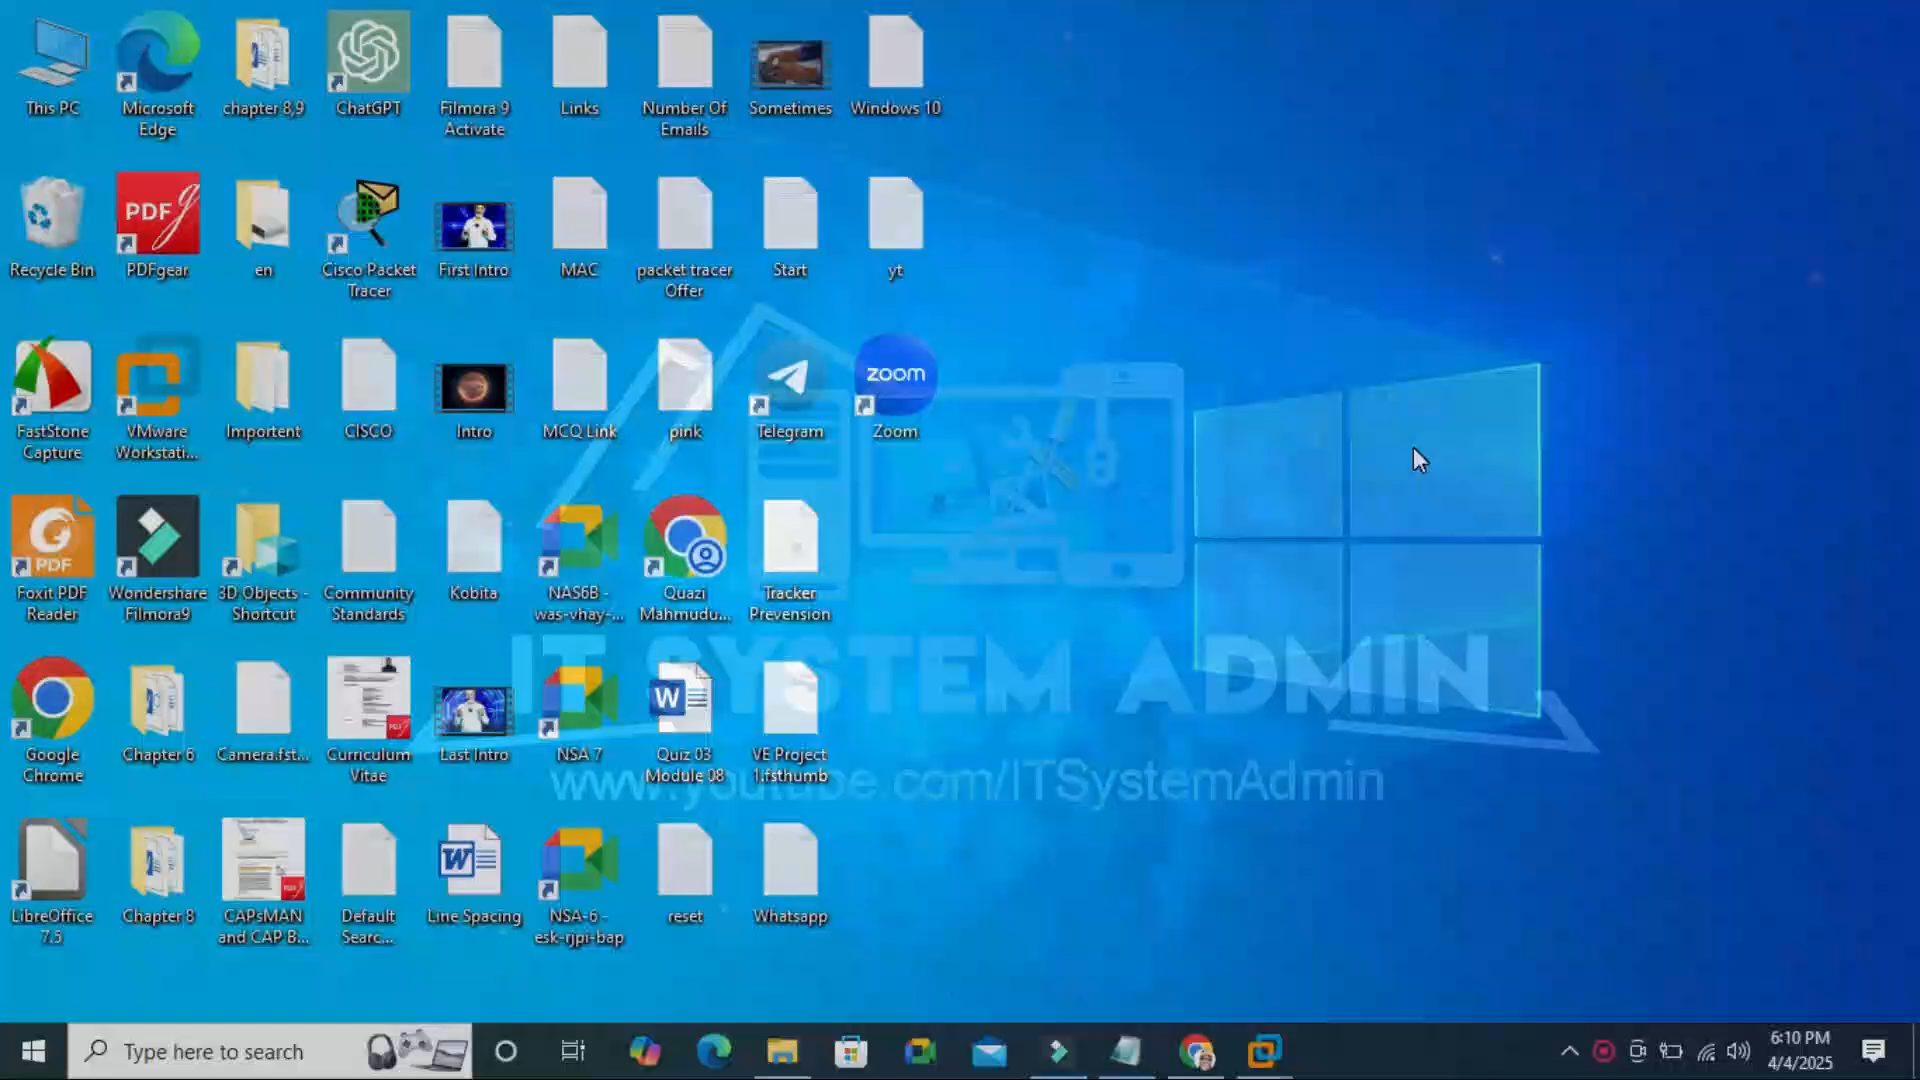 This PC
Microsoft
Edge
chapter 8,9
ChatGPT
Filmora 9
Activate
Links
Number Of
Emails
Sometimes
Windows 10
Recycle Bin
PDF
PDFgear
en
Cisco Packet
Tracer
First Intro
MAC
packet tracer
Offer
Start
yt
FastStone
Capture
VMware
Workstati...
Importent
CISCO
Intro
MCQ Link
pink
Telegram
zoom
Zoom
PDF
Foxit PDF
Reader
Wondershare
Filmora9
3D Objects -
Shortcut
Community
Standards
Kobita
NAS6B -
was-vhay-...
Quazi
Mahmudu...
Tracker
Prevension
IT SYSTEM ADMIN
www.youtube.com/ITSystemAdmin
Google
Chrome
Chapter 6
Camera.fst...
Curriculum
Vitae
Last Intro
NSA 7
W
Quiz 03
Module 08
VE Project
1.fsthumb
LibreOffice
7.5
Chapter 8
CAPsMAN
and CAP B...
Default
Searc...
W
Line Spacing
NSA-6 -
esk-rjpi-bap
reset
Whatsapp
Type here to search
6:10 PM
4/4/2025